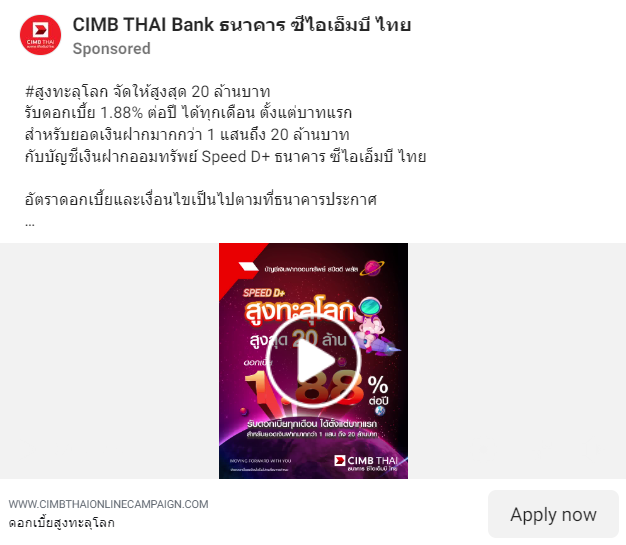 CIMB THAI Bank ธนาคาร ซีไอเอ็มบี ไทย
Sponsored
#สูงทะลุโลก จัดให้สูงสุด 20 ล้านบาท
รับดอกเบี้ย 1.88% ต่อปี ได้ทุกเดือน ตั้งแต่บาทแรก
สำหรับยอดเงินฝากมากกว่า 1 แสนถึง 20 ล้านบาท
กับบัญชีเงินฝากออมทรัพย์ Speed D+ ธนาคาร ซีไอเอ็มบี ไทย
อัตราดอกเบี้ยและเงื่อนไขเป็นไปตามที่ธนาคารประกาศ
...
บัญชีเงินฝากออมทรัพย์ สปีดดี พลัส
SPEED D+
สูงทะลุโลก
สูงสุด 20 ล้าน
ดอกเบี้ย
1.88%
ต่อปี
รับดอกเบี้ยทุกเดือน ได้ตั้งแต่บาทแรก
สำหรับยอดเงินฝากมากกว่า 1 แสน ถึง 20 ล้านบาท
MOVING FORWARD WITH YOU
CIMB THAI
ธนาคาร ซีไอเอ็มบี ไทย
WWW.CIMBTHAIONLINECAMPAIGN.COM
ดอกเบี้ยสูงทะลุโลก
Apply now